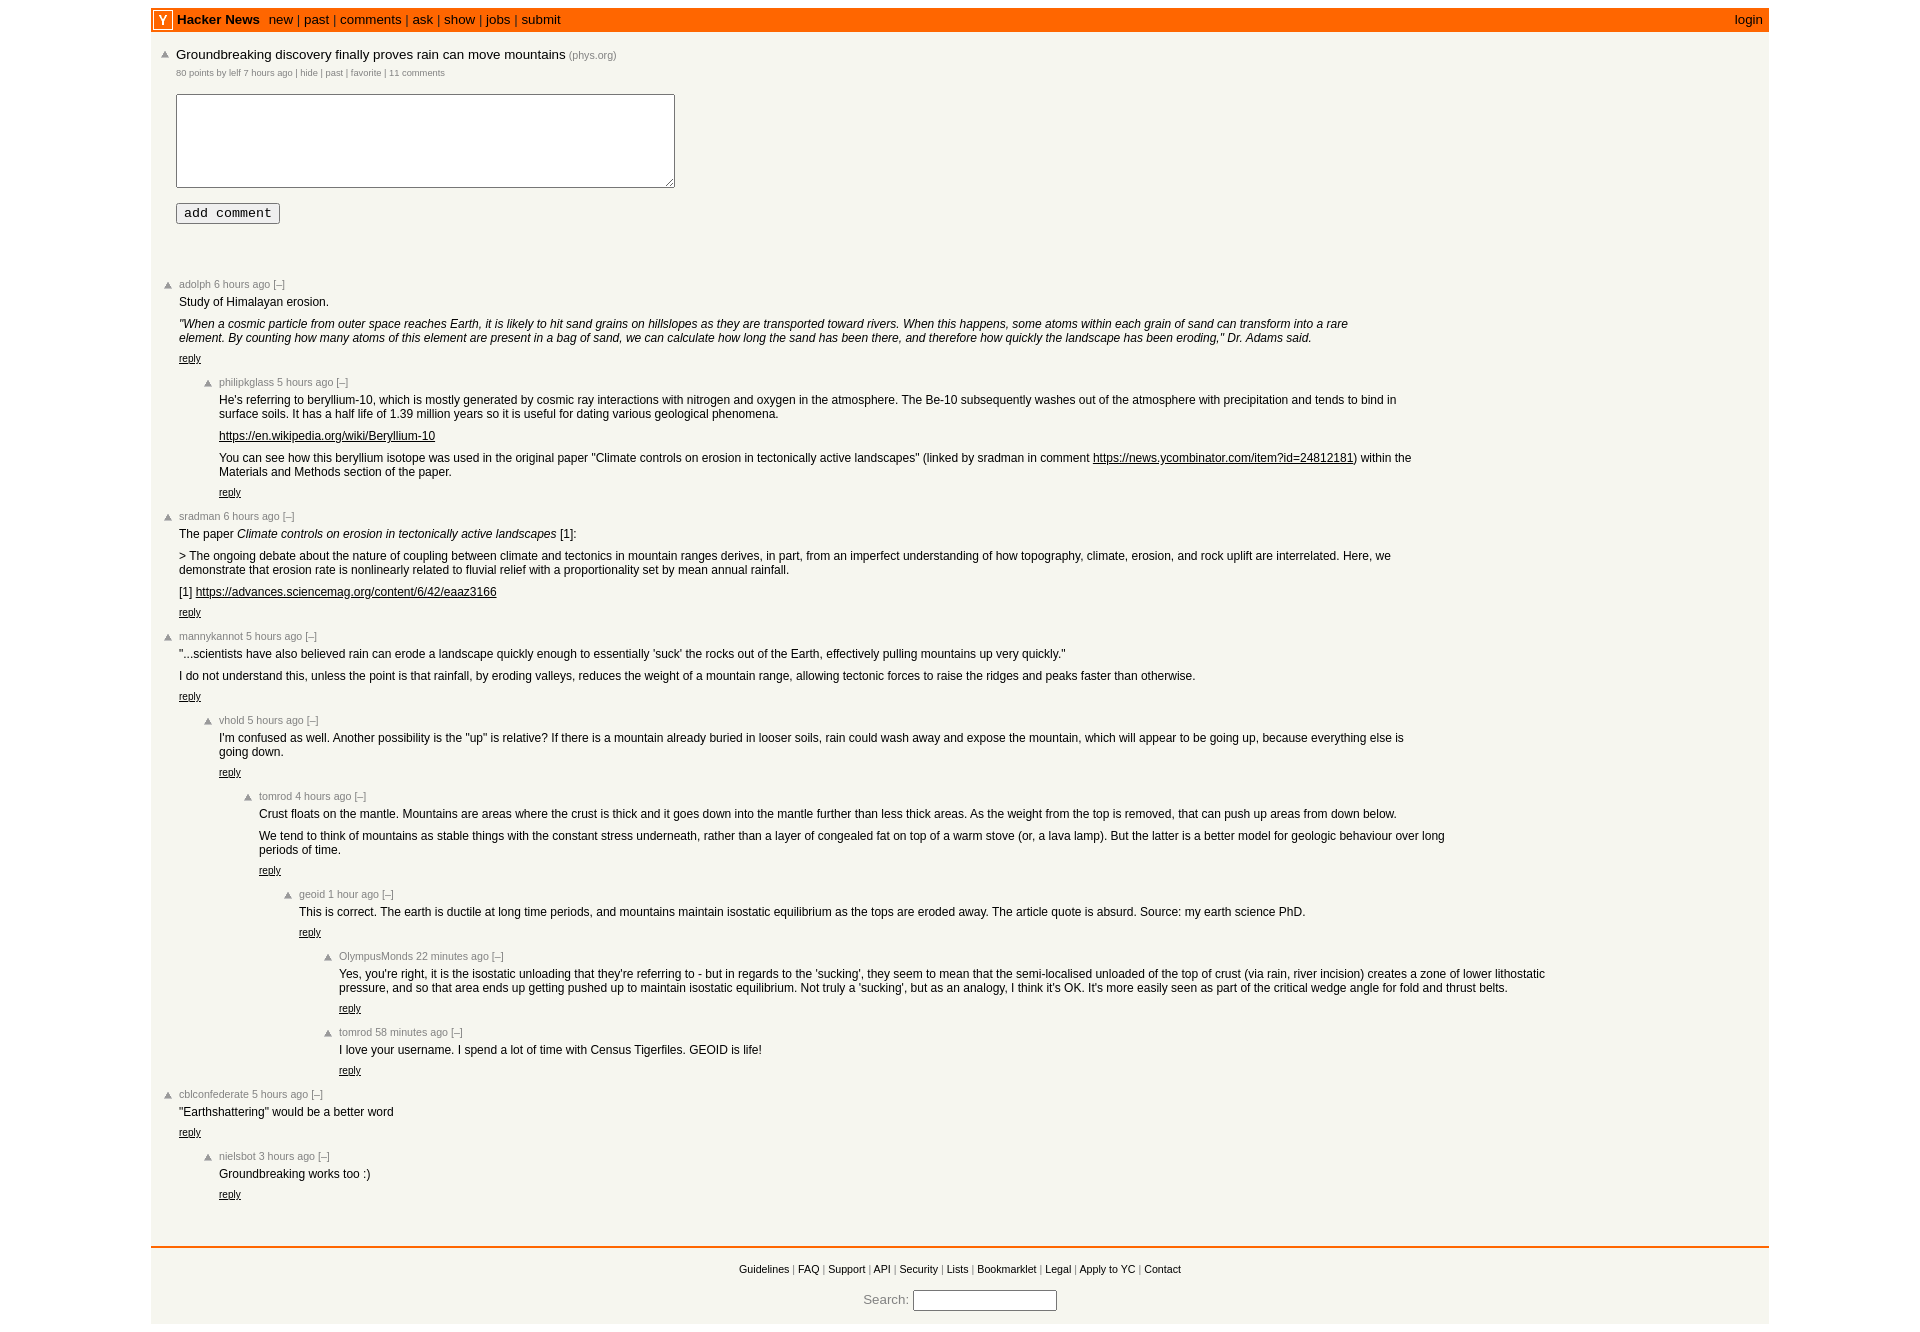 Y Hacker News new | past | comments | ask | show | jobs | submit login
Groundbreaking discovery finally proves rain can move mountains (phys.org)
80 points by lelf 7 hours ago | hide | past | favorite | 11 comments
add comment
adolph 6 hours ago [–]
Study of Himalayan erosion.
"When a cosmic particle from outer space reaches Earth, it is likely to hit sand grains on hillslopes as they are transported toward rivers. When this happens, some atoms within each grain of sand can transform into a rare
element. By counting how many atoms of this element are present in a bag of sand, we can calculate how long the sand has been there, and therefore how quickly the landscape has been eroding," Dr. Adams said.
reply
philipkglass 5 hours ago [–]
He's referring to beryllium-10, which is mostly generated by cosmic ray interactions with nitrogen and oxygen in the atmosphere. The Be-10 subsequently washes out of the atmosphere with precipitation and tends to bind in
surface soils. It has a half life of 1.39 million years so it is useful for dating various geological phenomena.
https://en.wikipedia.org/wiki/Beryllium-10
You can see how this beryllium isotope was used in the original paper "Climate controls on erosion in tectonically active landscapes" (linked by sradman in comment https://news.ycombinator.com/item?id=24812181) within the
Materials and Methods section of the paper.
reply
sradman 6 hours ago [–]
The paper Climate controls on erosion in tectonically active landscapes [1]:
> The ongoing debate about the nature of coupling between climate and tectonics in mountain ranges derives, in part, from an imperfect understanding of how topography, climate, erosion, and rock uplift are interrelated. Here, we
demonstrate that erosion rate is nonlinearly related to fluvial relief with a proportionality set by mean annual rainfall.
[1] https://advances.sciencemag.org/content/6/42/eaaz3166
reply
mannykannot 5 hours ago [–]
"...scientists have also believed rain can erode a landscape quickly enough to essentially 'suck' the rocks out of the Earth, effectively pulling mountains up very quickly."
I do not understand this, unless the point is that rainfall, by eroding valleys, reduces the weight of a mountain range, allowing tectonic forces to raise the ridges and peaks faster than otherwise.
reply
vhold 5 hours ago [–]
I'm confused as well. Another possibility is the "up" is relative? If there is a mountain already buried in looser soils, rain could wash away and expose the mountain, which will appear to be going up, because everything else is
going down.
reply
tomrod 4 hours ago [–]
Crust floats on the mantle. Mountains are areas where the crust is thick and it goes down into the mantle further than less thick areas. As the weight from the top is removed, that can push up areas from down below.
We tend to think of mountains as stable things with the constant stress underneath, rather than a layer of congealed fat on top of a warm stove (or, a lava lamp). But the latter is a better model for geologic behaviour over long
periods of time.
reply
geoid 1 hour ago [–]
This is correct. The earth is ductile at long time periods, and mountains maintain isostatic equilibrium as the tops are eroded away. The article quote is absurd. Source: my earth science PhD.
reply
OlympusMonds 22 minutes ago [–]
Yes, you're right, it is the isostatic unloading that they're referring to - but in regards to the 'sucking', they seem to mean that the semi-localised unloaded of the top of crust (via rain, river incision) creates a zone of lower lithostatic
pressure, and so that area ends up getting pushed up to maintain isostatic equilibrium. Not truly a 'sucking', but as an analogy, I think it's OK. It's more easily seen as part of the critical wedge angle for fold and thrust belts.
reply
tomrod 58 minutes ago [–]
I love your username. I spend a lot of time with Census Tigerfiles. GEOID is life!
reply
cblconfederate 5 hours ago [–]
"Earthshattering" would be a better word
reply
nielsbot 3 hours ago [–]
Groundbreaking works too :)
reply
Guidelines | FAQ | Support | API | Security | Lists | Bookmarklet | Legal | Apply to YC | Contact
Search: